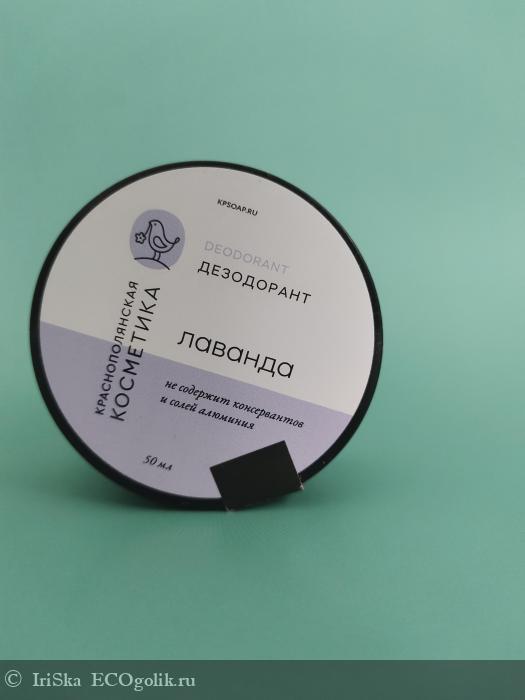 KPSOAP.RU
DEODORANT
ДЕЗОДОРАНТ
КРАСНОПОЛЯНСКАЯ
КОСМЕТИКА
лаванда
не содержит консервантов
и солей алюминия
50 мл
© IriSka ECOgolik.ru